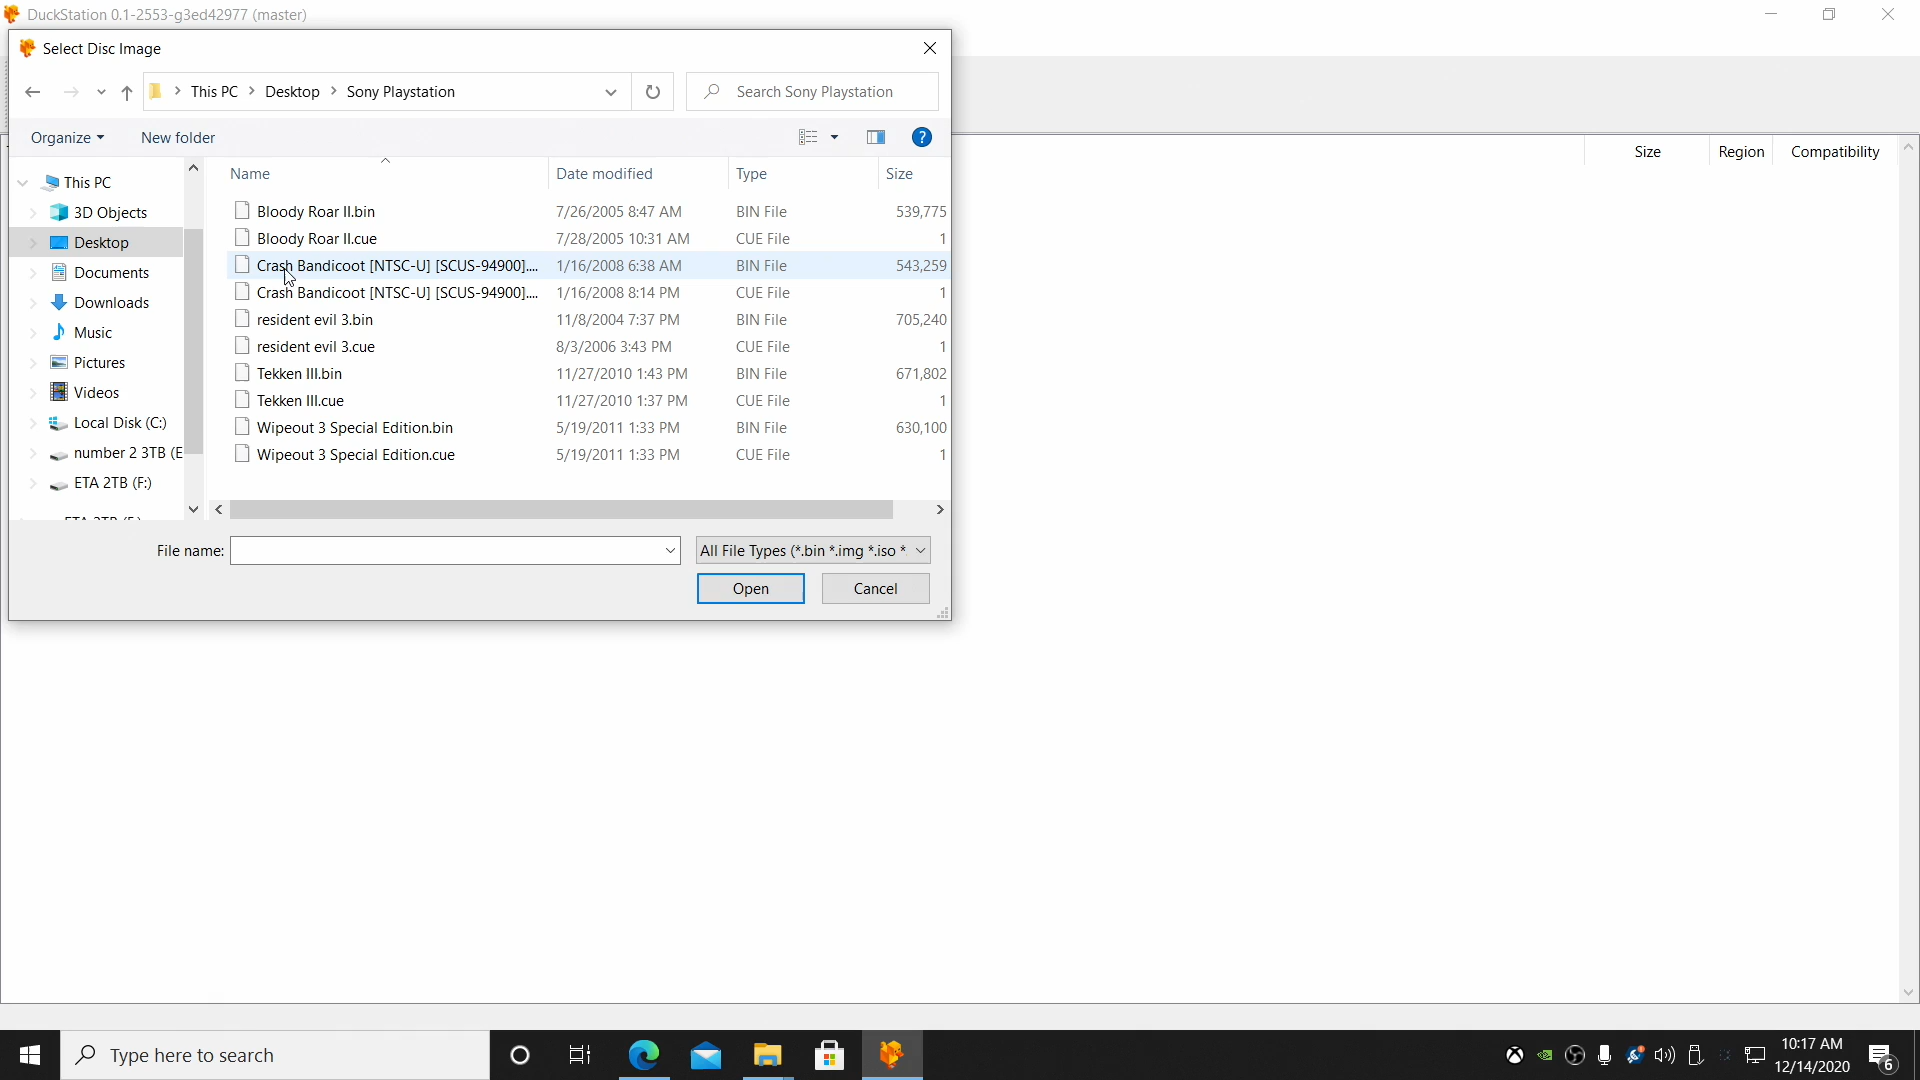 DuckStation 0.1-2553-g3ed42977 (master)
Select Disc Image
This PC > Desktop > Sony Playstation
Search Sony Playstation
Organize
New folder
Size Region Compatibility
This PC
3D Objects
Desktop
Documents
Downloads
Music
Pictures
Videos
Local Disk (C:)
number 2 3TB (E
ETA 2TB (F:)
Name Date modified Type Size
Bloody Roar II.bin 7/26/2005 8:47 AM BIN File 539,775
Bloody Roar II.cue 7/28/2005 10:31 AM CUE File 1
Crash Bandicoot [NTSC-U] [SCUS-94900].... 1/16/2008 6:38 AM BIN File 543,259
Crash Bandicoot [NTSC-U] [SCUS-94900].... 1/16/2008 8:14 PM CUE File 1
resident evil 3.bin 11/8/2004 7:37 PM BIN File 705,240
resident evil 3.cue 8/3/2006 3:43 PM CUE File 1
Tekken III.bin 11/27/2010 1:43 PM BIN File 671,802
Tekken III.cue 11/27/2010 1:37 PM CUE File 1
Wipeout 3 Special Edition.bin 5/19/2011 1:33 PM BIN File 630,100
Wipeout 3 Special Edition.cue 5/19/2011 1:33 PM CUE File 1
File name:
All File Types (*.bin *.img *.iso *
Open
Cancel
Type here to search
10:17 AM
12/14/2020
6